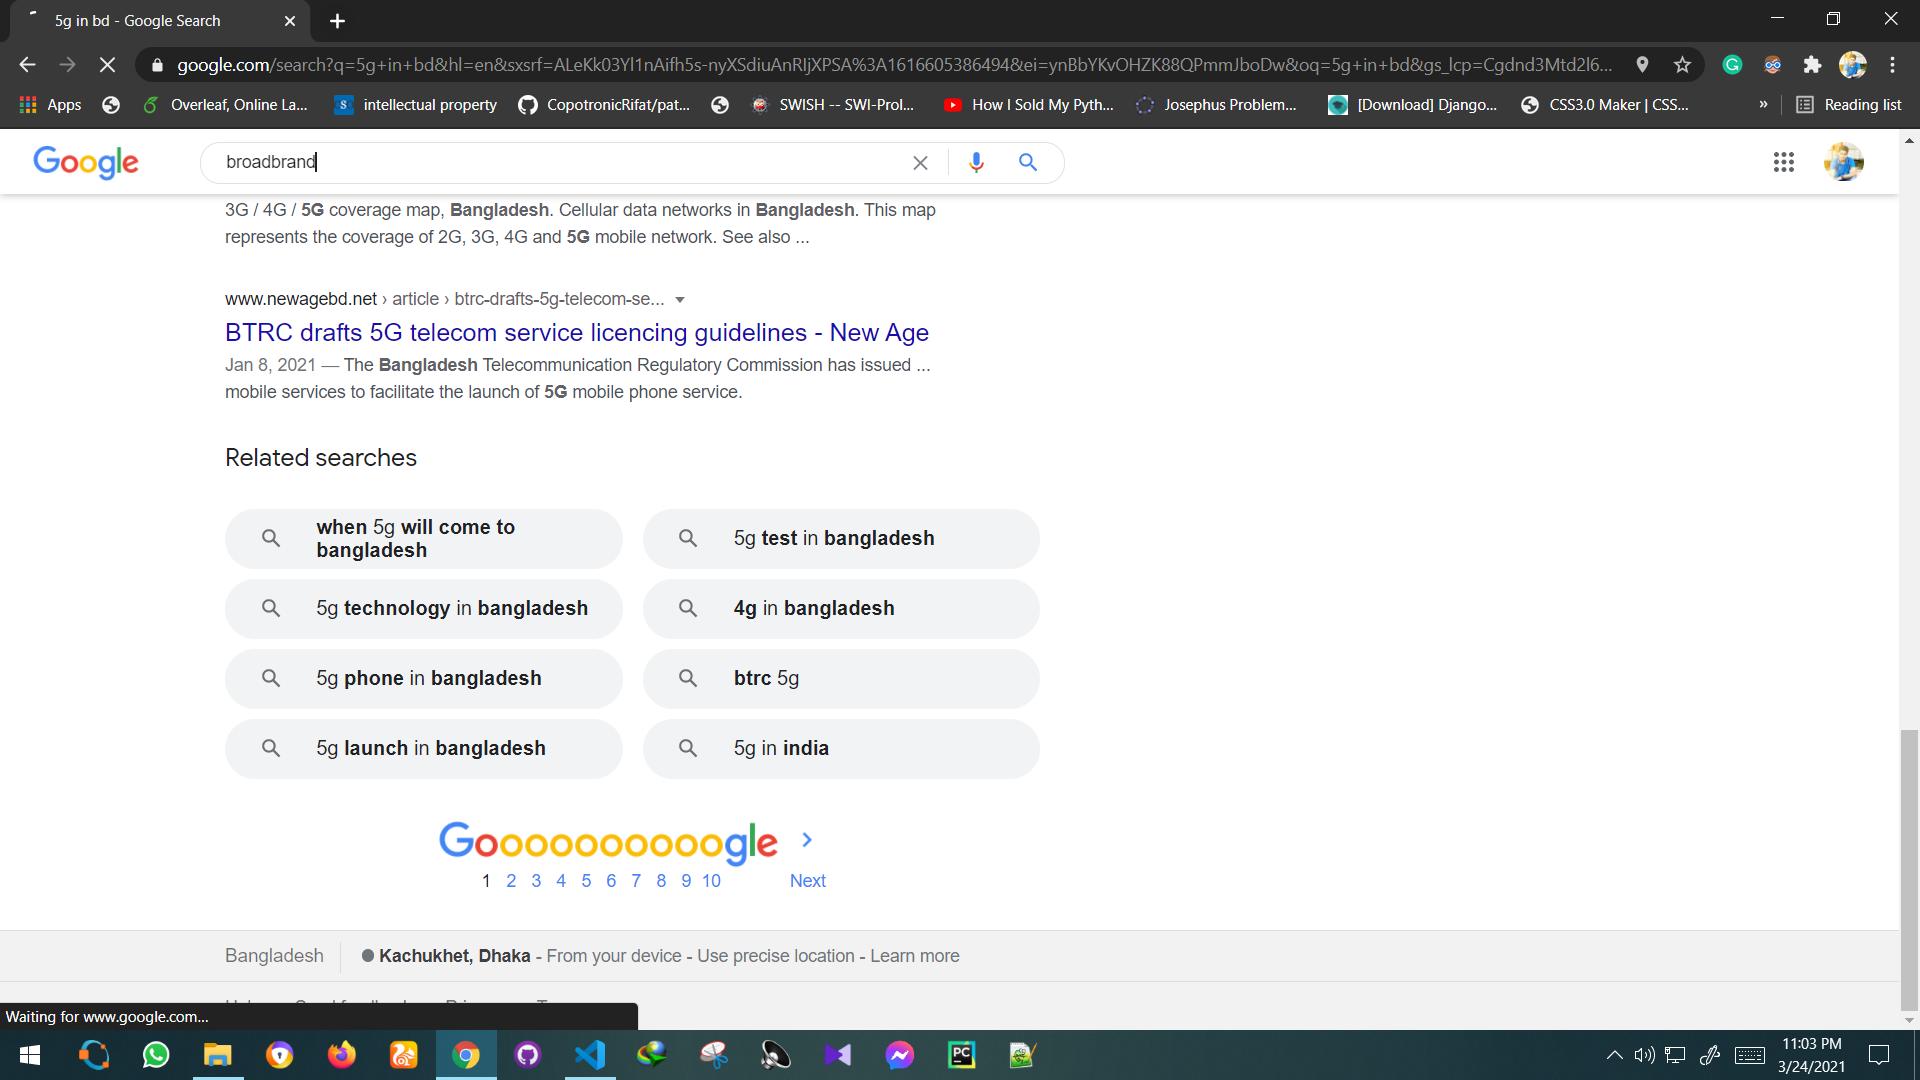 5g in bd - Google Search
google.com/search?q=5g+in+bd&hl=en&sxsrf=ALeKk03Yl1nAifh5s-nyXSdiuAnRIjXPSA%3A1616605386494&ei=ynBbYKvOHZK88QPmmJboDw&oq=5g+in+bd&gs_lcp=Cgdnd3Mtd2l6...
Apps Overleaf, Online La... intellectual property CopotronicRifat/pat... SWISH -- SWI-Prol... How I Sold My Pyth... Josephus Problem... [Download] Django... CSS3.0 Maker | CSS... » Reading list
Google broadbrand
3G / 4G / 5G coverage map, Bangladesh. Cellular data networks in Bangladesh. This map
represents the coverage of 2G, 3G, 4G and 5G mobile network. See also ...
www.newagebd.net › article › btrc-drafts-5g-telecom-se...
BTRC drafts 5G telecom service licencing guidelines - New Age
Jan 8, 2021 — The Bangladesh Telecommunication Regulatory Commission has issued ...
mobile services to facilitate the launch of 5G mobile phone service.
Related searches
when 5g will come to
bangladesh
5g test in bangladesh
5g technology in bangladesh
4g in bangladesh
5g phone in bangladesh
btrc 5g
5g launch in bangladesh
5g in india
Goooooooooogle
1 2 3 4 5 6 7 8 9 10 Next
Bangladesh Kachukhet, Dhaka - From your device - Use precise location - Learn more
Waiting for www.google.com...
11:03 PM
3/24/2021